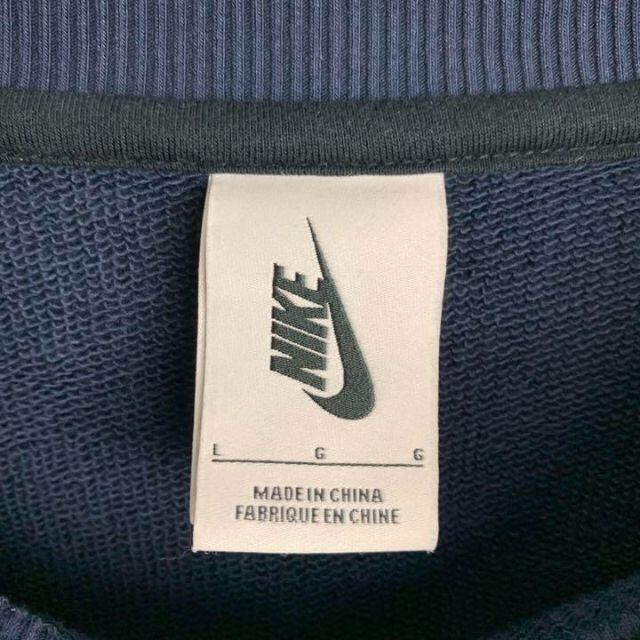 NIKE
L G G
MADE IN CHINA
FABRIQUE EN CHINE